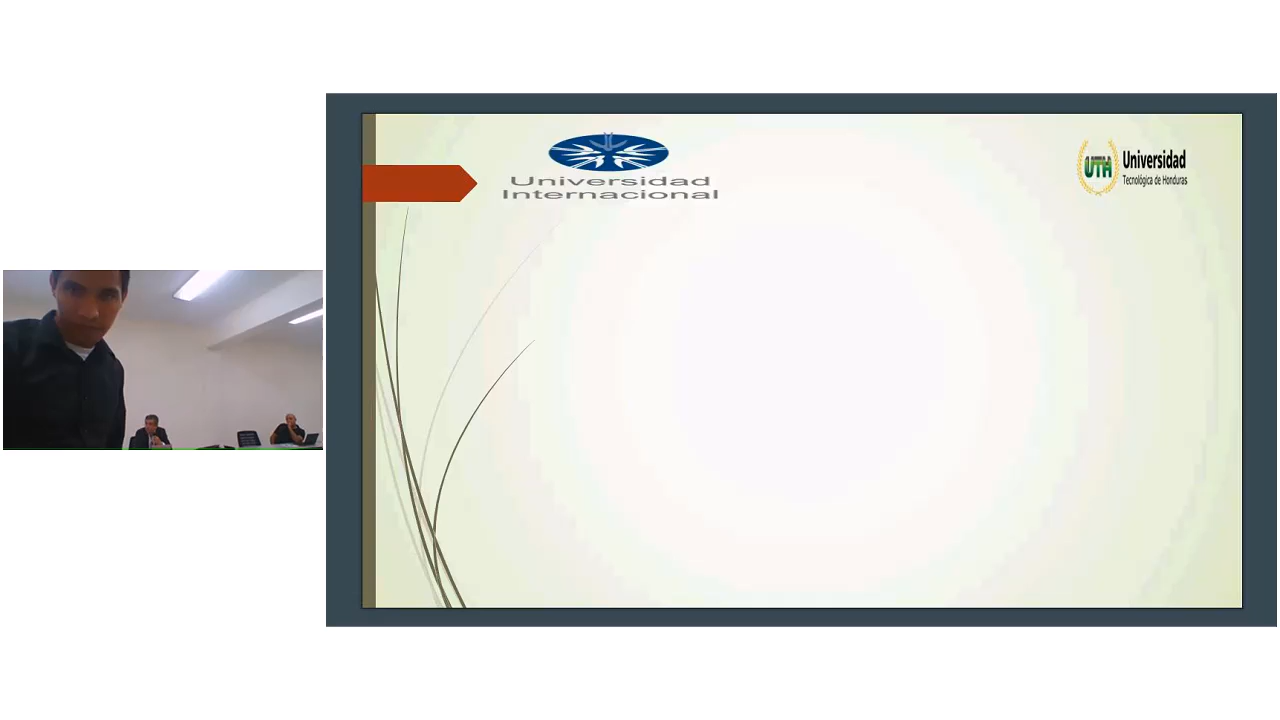 Universidad
Internacional
UTH
Universidad
Tecnológica de Honduras